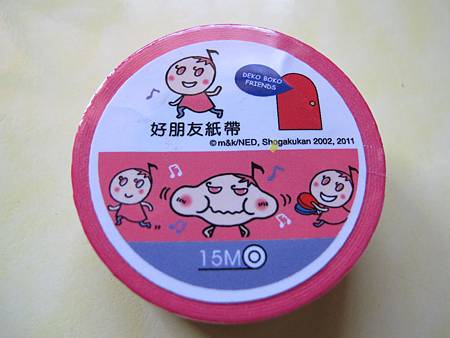 DEKO BOKO
FRIENDS
好朋友紙帶
© m&k/NED, Shogakukan 2002, 2011
15M